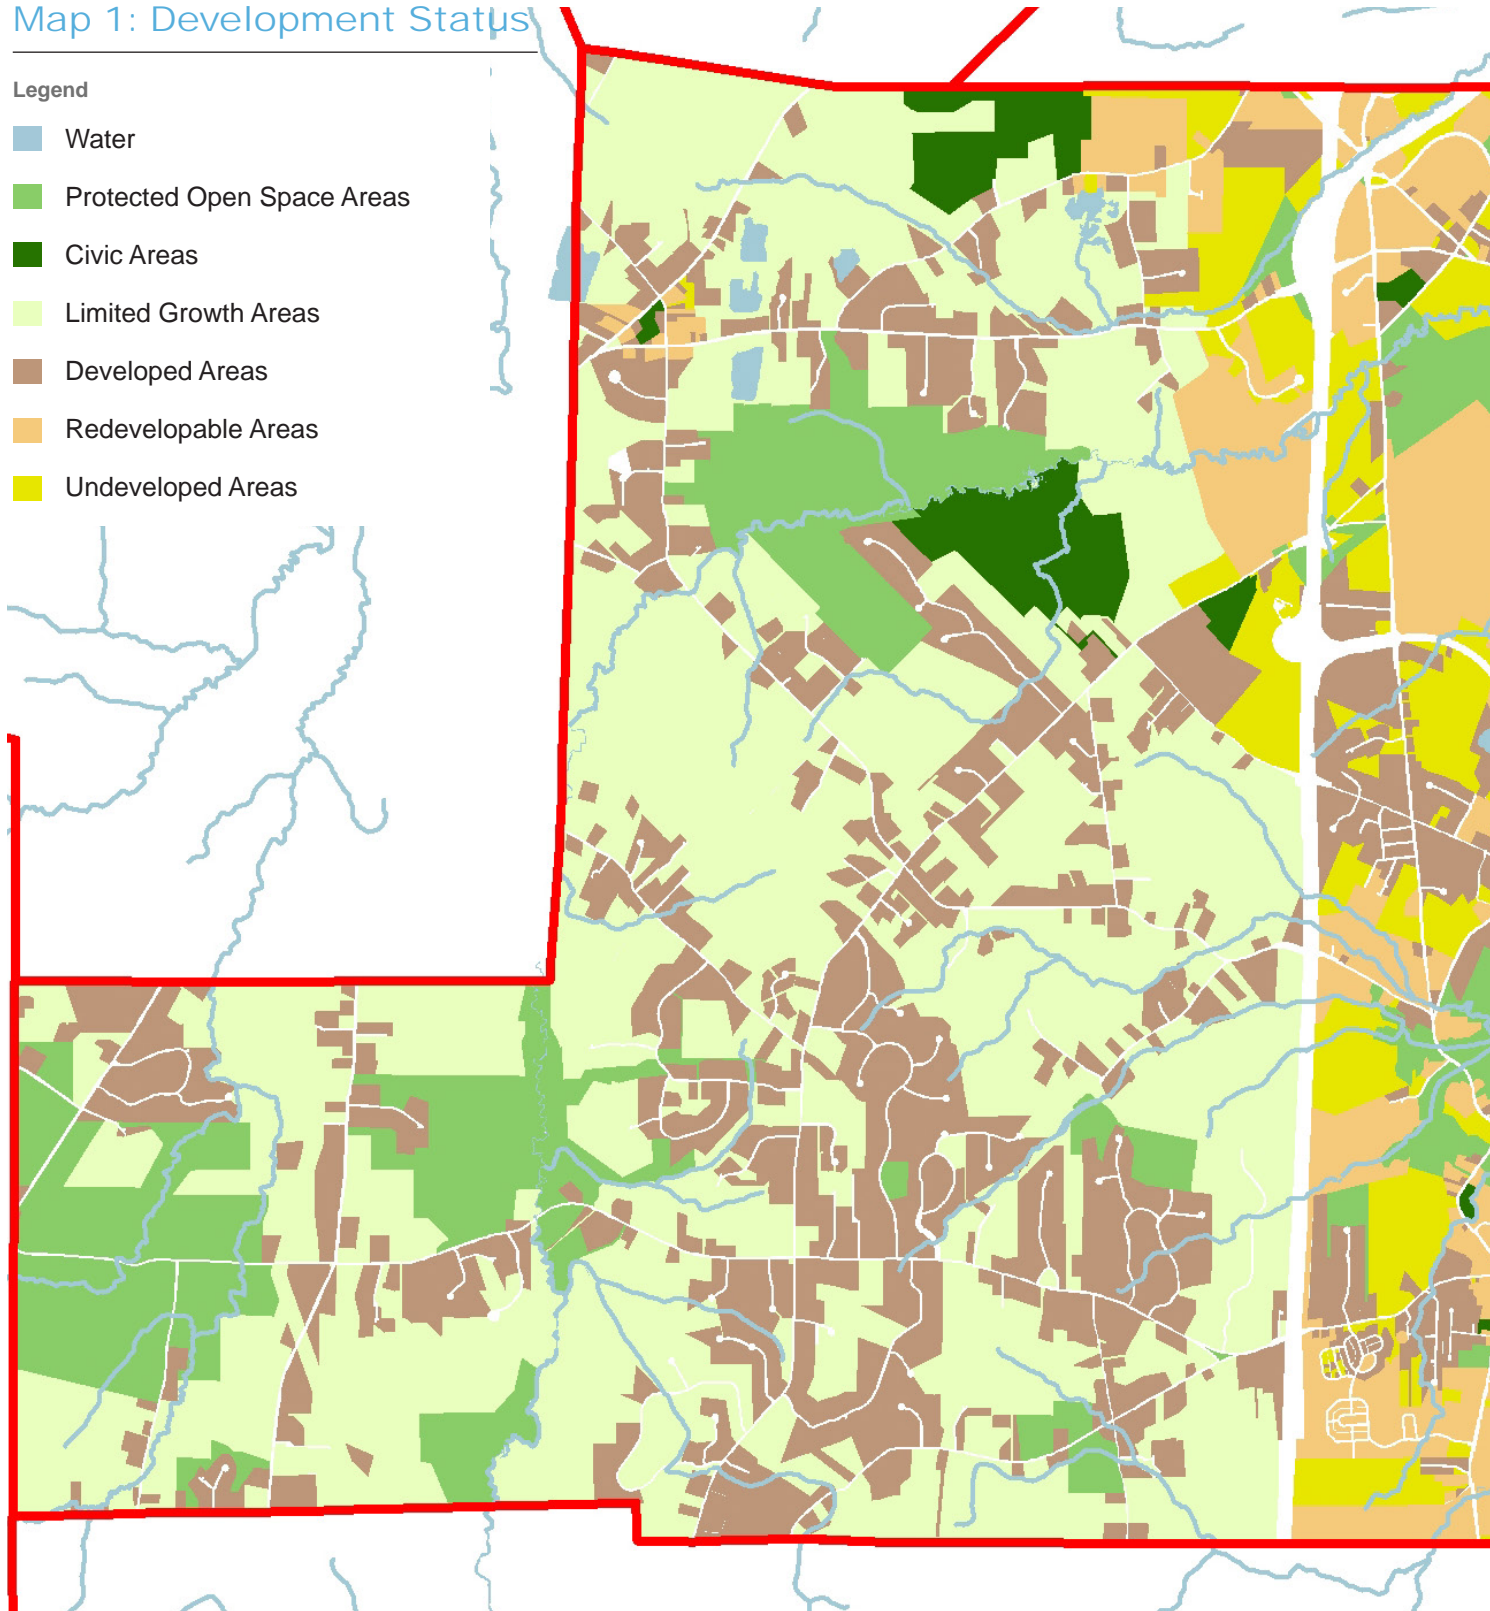 Map 1: Development Status
Legend
Water
Protected Open Space Areas
Civic Areas
Limited Growth Areas
Developed Areas
Redevelopable Areas
Undeveloped Areas